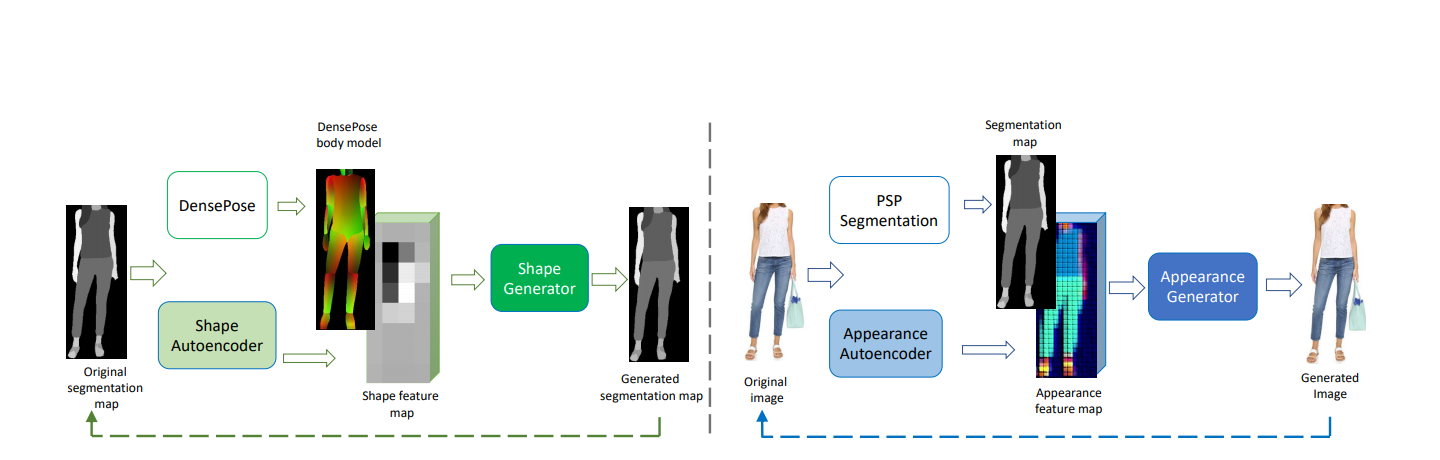 DensePose
body model
DensePose
Shape
Autoencoder
Original
segmentation
map
Shape feature
map
Shape
Generator
Generated
segmentation map
Segmentation
map
PSP
Segmentation
Appearance
Autoencoder
Original
image
Appearance
feature map
Appearance
Generator
Generated
Image